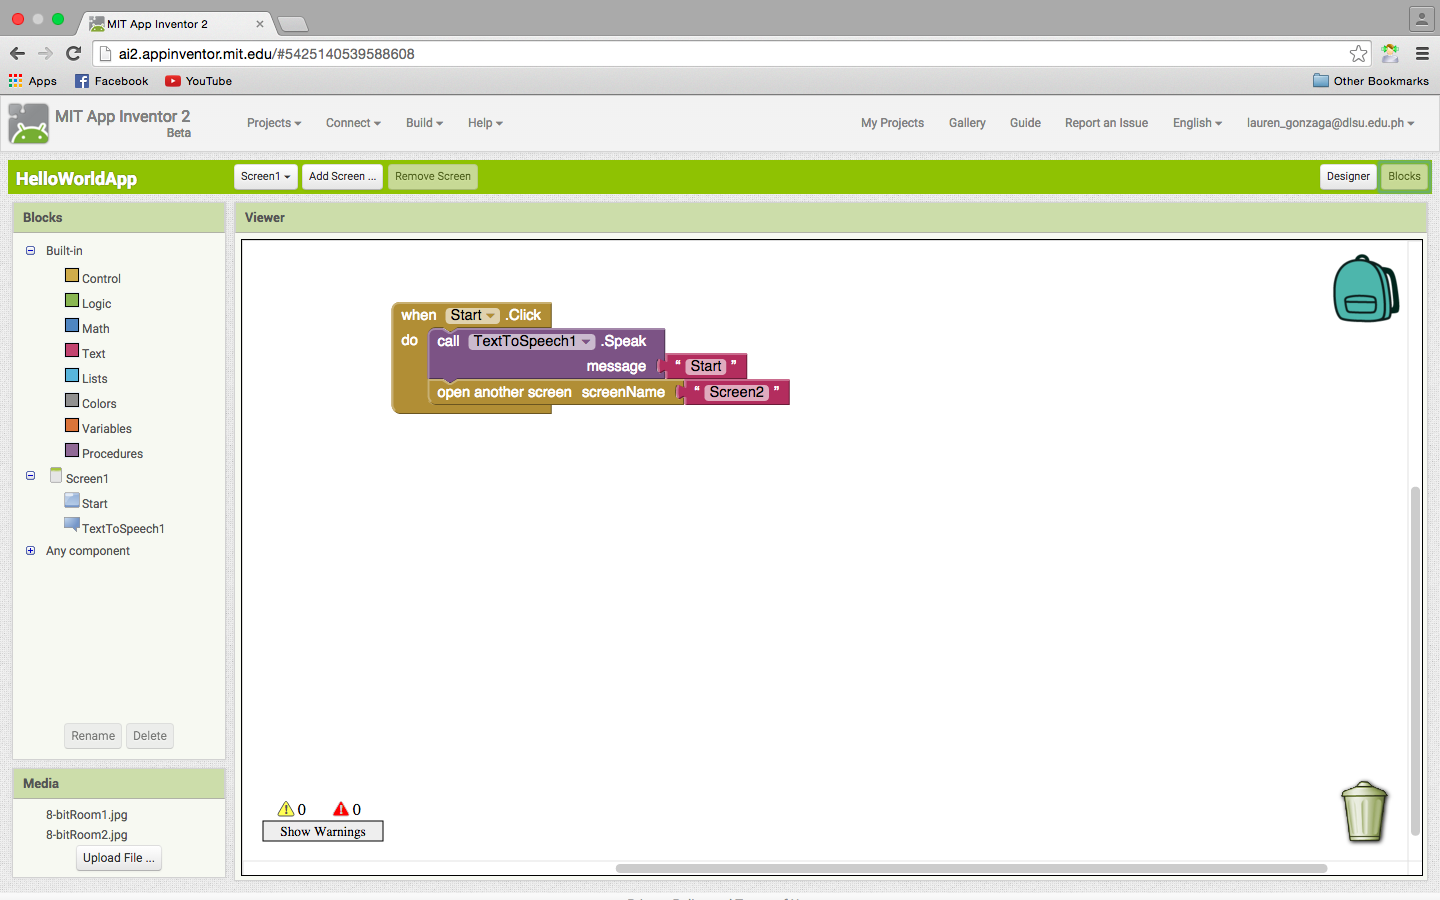 MIT App Inventor 2
ai2.appinventor.mit.edu/#5425140539588608
Apps Facebook YouTube Other Bookmarks
MIT App Inventor 2
Beta
Projects Connect Build Help My Projects Gallery Guide Report an Issue English lauren_gonzaga@dlsu.edu.ph
HelloWorldApp Screen1 Add Screen ... Remove Screen Designer Blocks
Blocks
Built-in
Control
Logic
Math
Text
Lists
Colors
Variables
Procedures
Screen1
Start
TextToSpeech1
Any component
Rename Delete
Media
8-bitRoom1.jpg
8-bitRoom2.jpg
Upload File ...
Viewer
when Start .Click
do call TextToSpeech1 .Speak
message “ Start ”
open another screen screenName “ Screen2 ”
0 0
Show Warnings